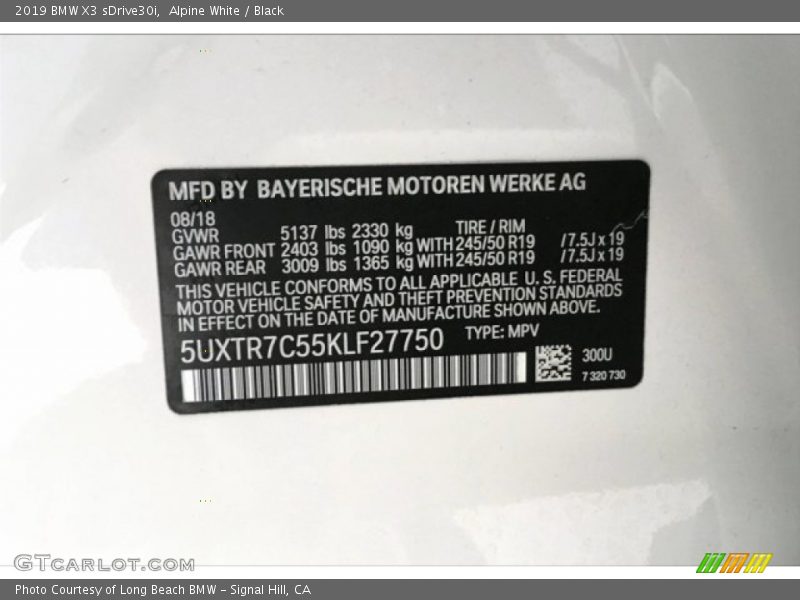 2019 BMW X3 sDrive30i,  Alpine White / Black
MFD BY BAYERISCHE MOTOREN WERKE AG
08/18
GVWR 5137 lbs 2330 kg TIRE / RIM
GAWR FRONT 2403 lbs 1090 kg WITH 245/50 R19 /7.5J x 19
GAWR REAR 3009 lbs 1365 kg WITH 245/50 R19 /7.5J x 19
THIS VEHICLE CONFORMS TO ALL APPLICABLE U. S. FEDERAL
MOTOR VEHICLE SAFETY AND THEFT PREVENTION STANDARDS
IN EFFECT ON THE DATE OF MANUFACTURE SHOWN ABOVE.
5UXTR7C55KLF27750 TYPE: MPV
300U
7 320 730
GTCARLOT.COM
Photo Courtesy of Long Beach BMW - Signal Hill, CA